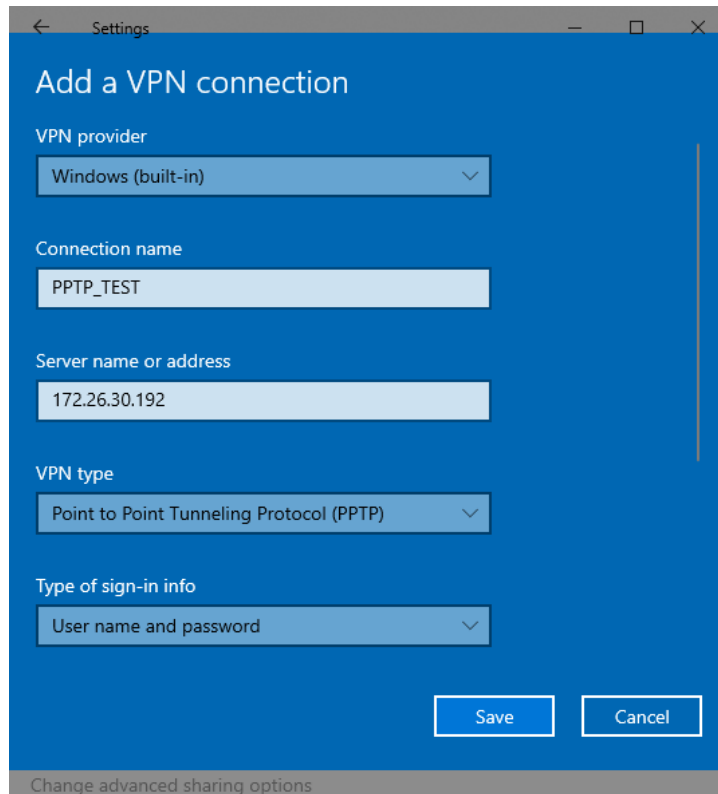 Settings
Add a VPN connection
VPN provider
Windows (built-in)
Connection name
PPTP_TEST
Server name or address
172.26.30.192
VPN type
Point to Point Tunneling Protocol (PPTP)
Type of sign-in info
User name and password
Save Cancel
Change advanced sharing options